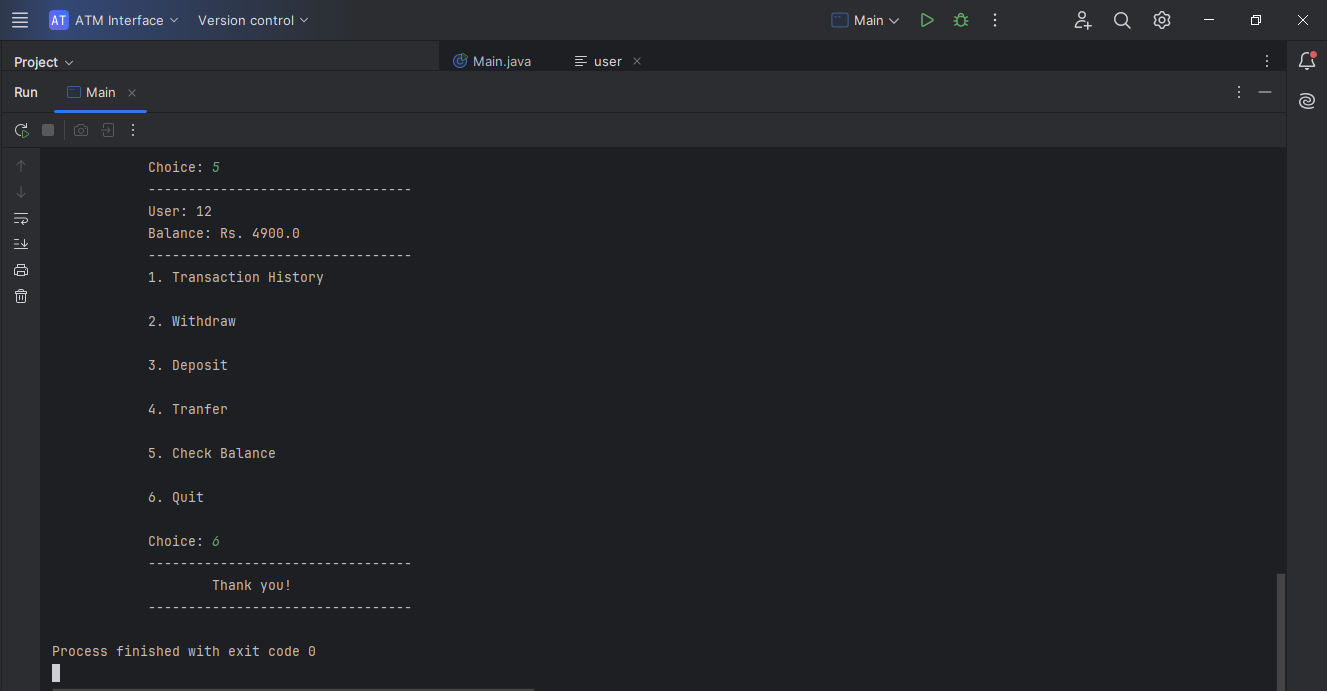 AT ATM Interface Version control Main
Project Main.java user
Run Main
Choice: 5
---------------------------------
User: 12
Balance: Rs. 4900.0
---------------------------------
1. Transaction History
2. Withdraw
3. Deposit
4. Tranfer
5. Check Balance
6. Quit
Choice: 6
---------------------------------
Thank you!
---------------------------------
Process finished with exit code 0